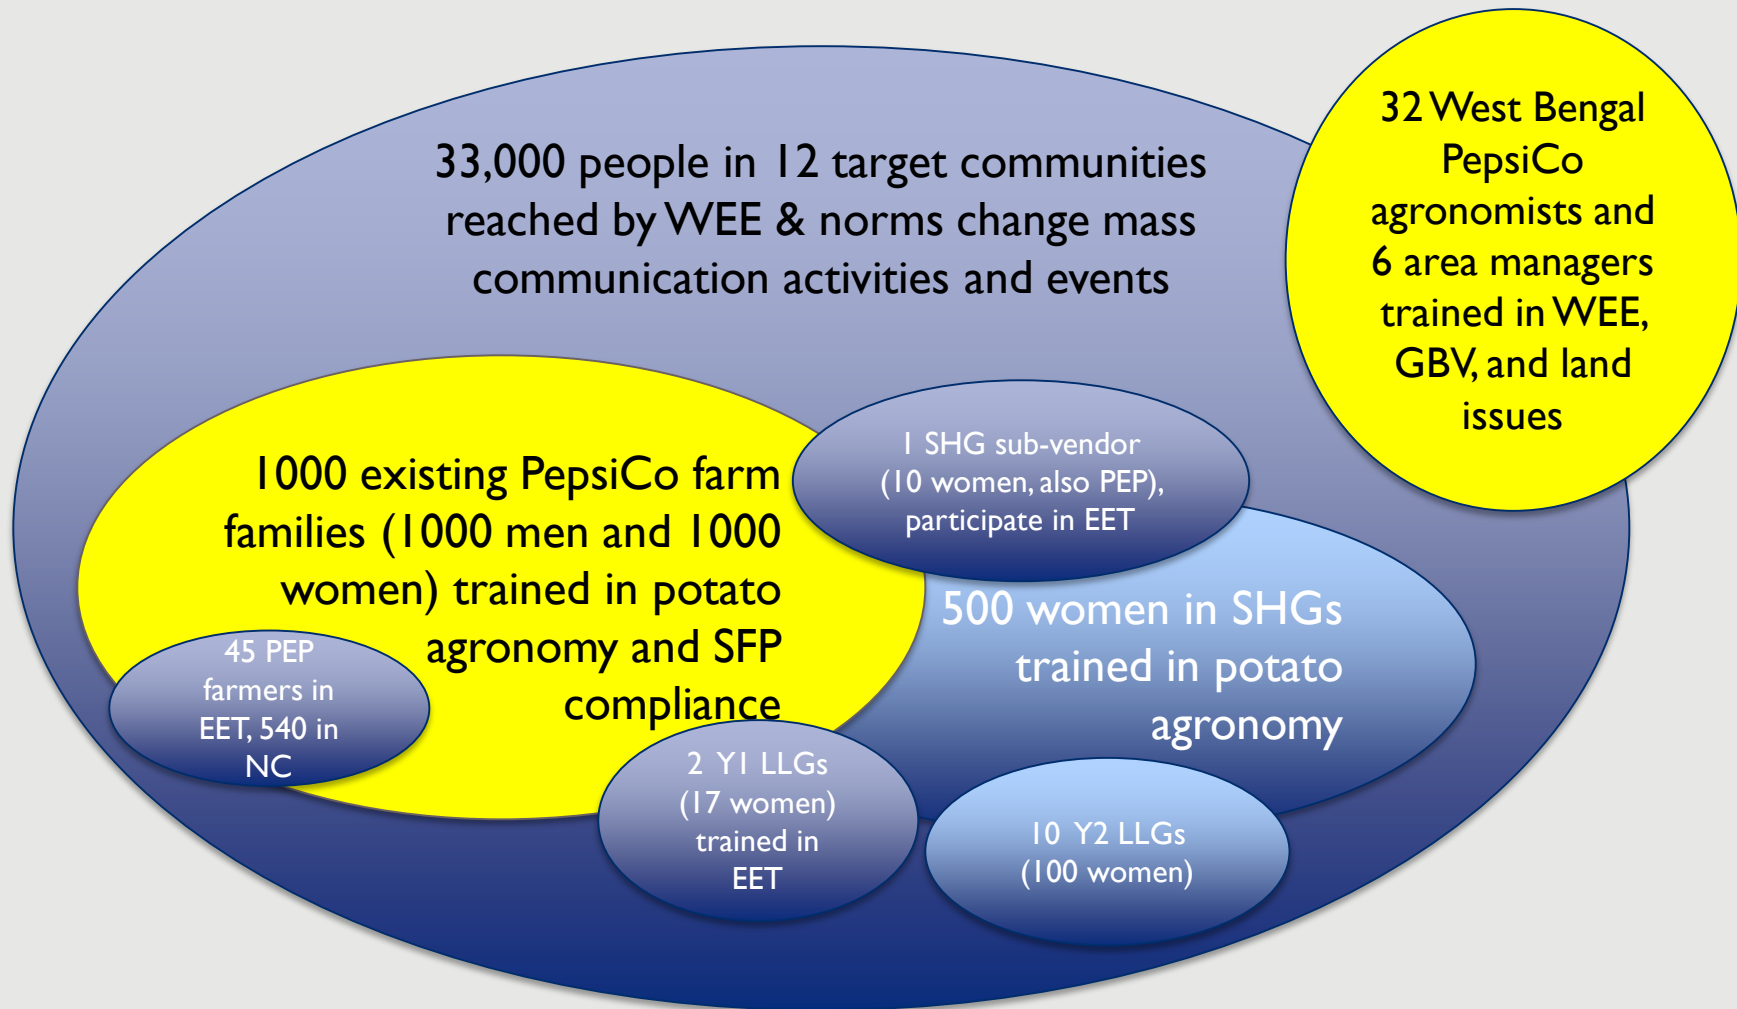 33,000 people in 12 target communities
reached by WEE & norms change mass
communication activities and events
32 West Bengal
PepsiCo
agronomists and
6 area managers
trained in WEE,
GBV, and land
issues
1000 existing PepsiCo farm
families (1000 men and 1000
women) trained in potato
agronomy and SFP
compliance
1 SHG sub-vendor
(10 women, also PEP),
participate in EET
500 women in SHGs
trained in potato
agronomy
45 PEP
farmers in
EET, 540 in
NC
2 Y1 LLGs
(17 women)
trained in
EET
10 Y2 LLGs
(100 women)